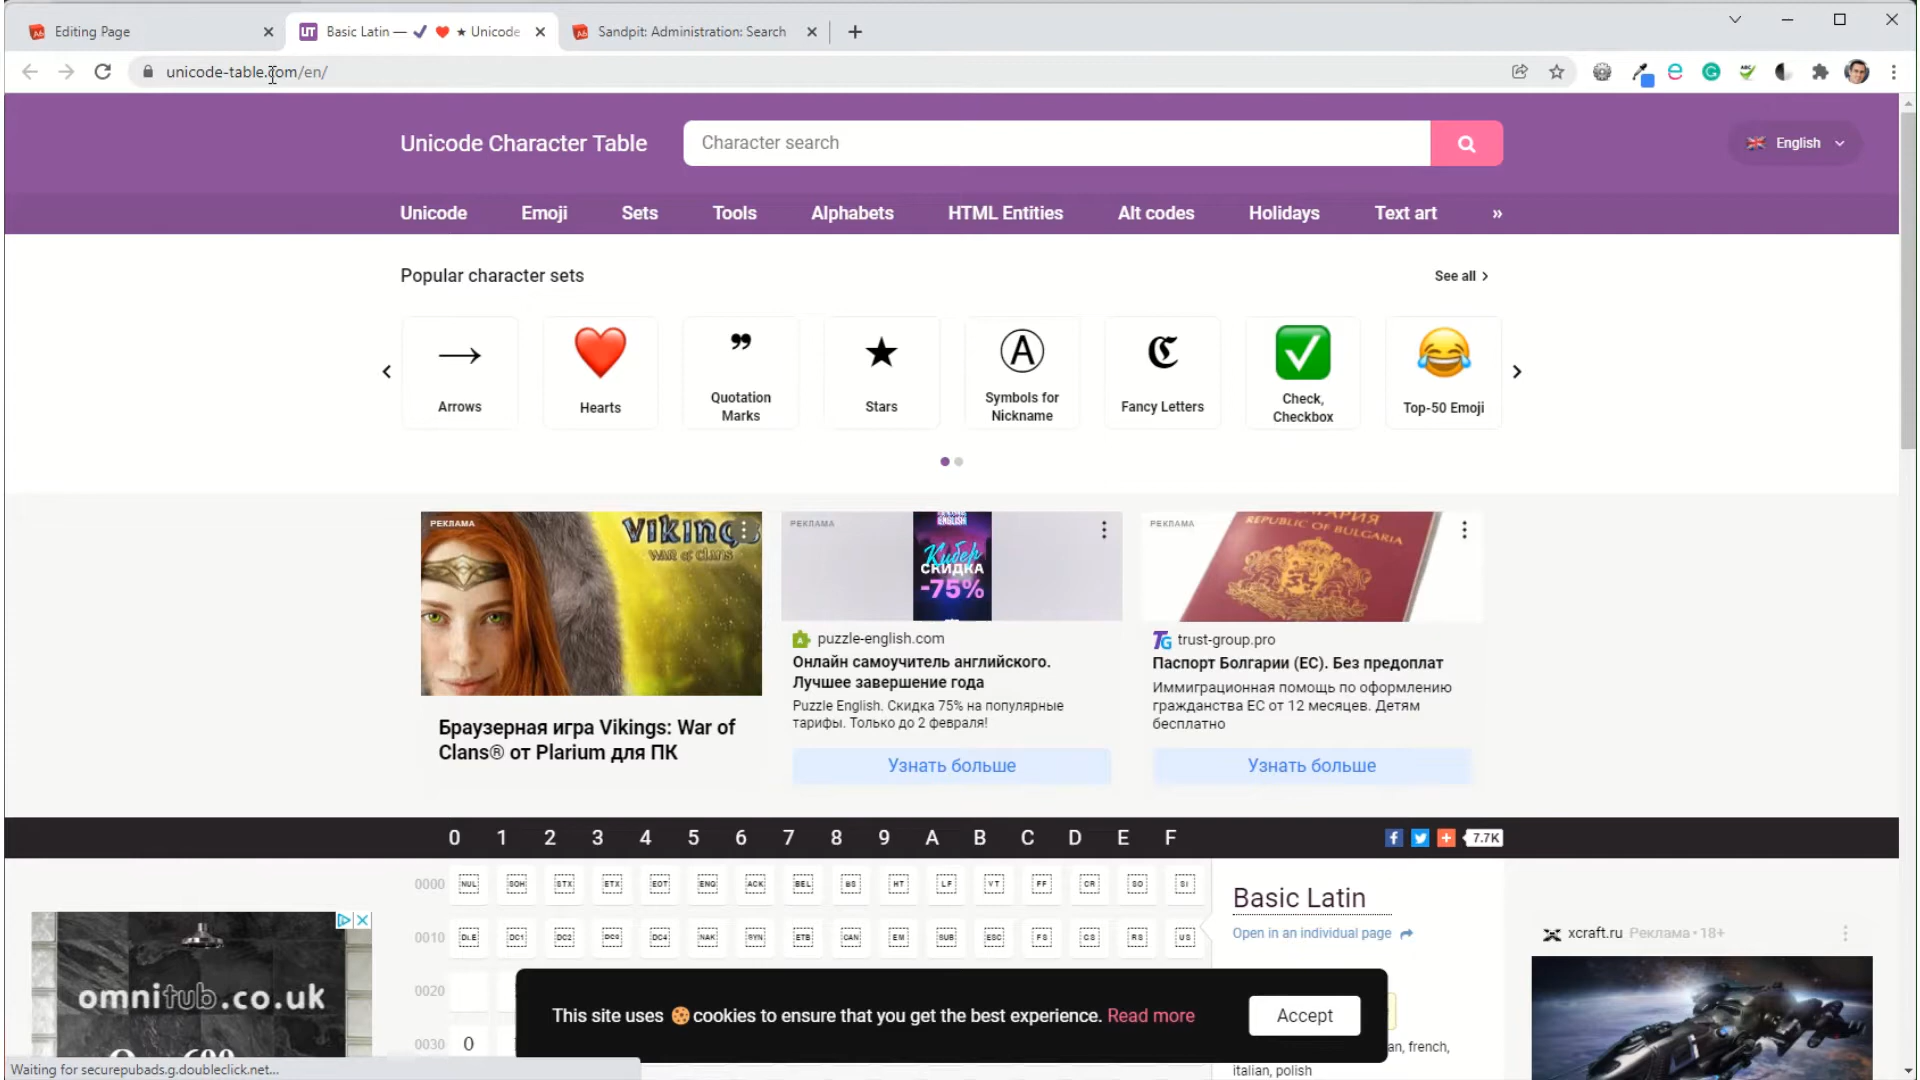 Editing Page
Basic Latin — ✔ ❤ ★ Unicode
Sandpit: Administration: Search
unicode-table.com/en/
Unicode Character Table
Character search
English
Unicode
Emoji
Sets
Tools
Alphabets
HTML Entities
Alt codes
Holidays
Text art
»
Popular character sets
See all
Arrows
Hearts
Quotation
Marks
Stars
Symbols for
Nickname
Fancy Letters
Check,
Checkbox
Top-50 Emoji
РЕКЛАМА
VIKINGS
WAR OF CLANS
Браузерная игра Vikings: War of
Clans® от Plarium для ПК
РЕКЛАМА
ENGLISH
Кибер
СКИДКА
-75%
puzzle-english.com
Онлайн самоучитель английского.
Лучшее завершение года
Puzzle English. Скидка 75% на популярные
тарифы. Только до 2 февраля!
Узнать больше
РЕКЛАМА
REPUBLIC OF BULGARIA
trust-group.pro
Паспорт Болгарии (ЕС). Без предоплат
Иммиграционная помощь по оформлению
гражданства ЕС от 12 месяцев. Детям
бесплатно
Узнать больше
0 1 2 3 4 5 6 7 8 9 A B C D E F
7.7K
0000 NUL SOH STX ETX EOT ENQ ACK BEL BS HT LF VT FF CR SO SI
0010 DLE DC1 DC2 DC3 DC4 NAK SYN ETB CAN EM SUB ESC FS GS RS US
0020
0030 0
Basic Latin
Open in an individual page
an, french,
italian, polish
omnitub.co.uk
xcraft.ru Реклама • 18+
This site uses 🍪cookies to ensure that you get the best experience. Read more
Accept
Waiting for securepubads.g.doubleclick.net...